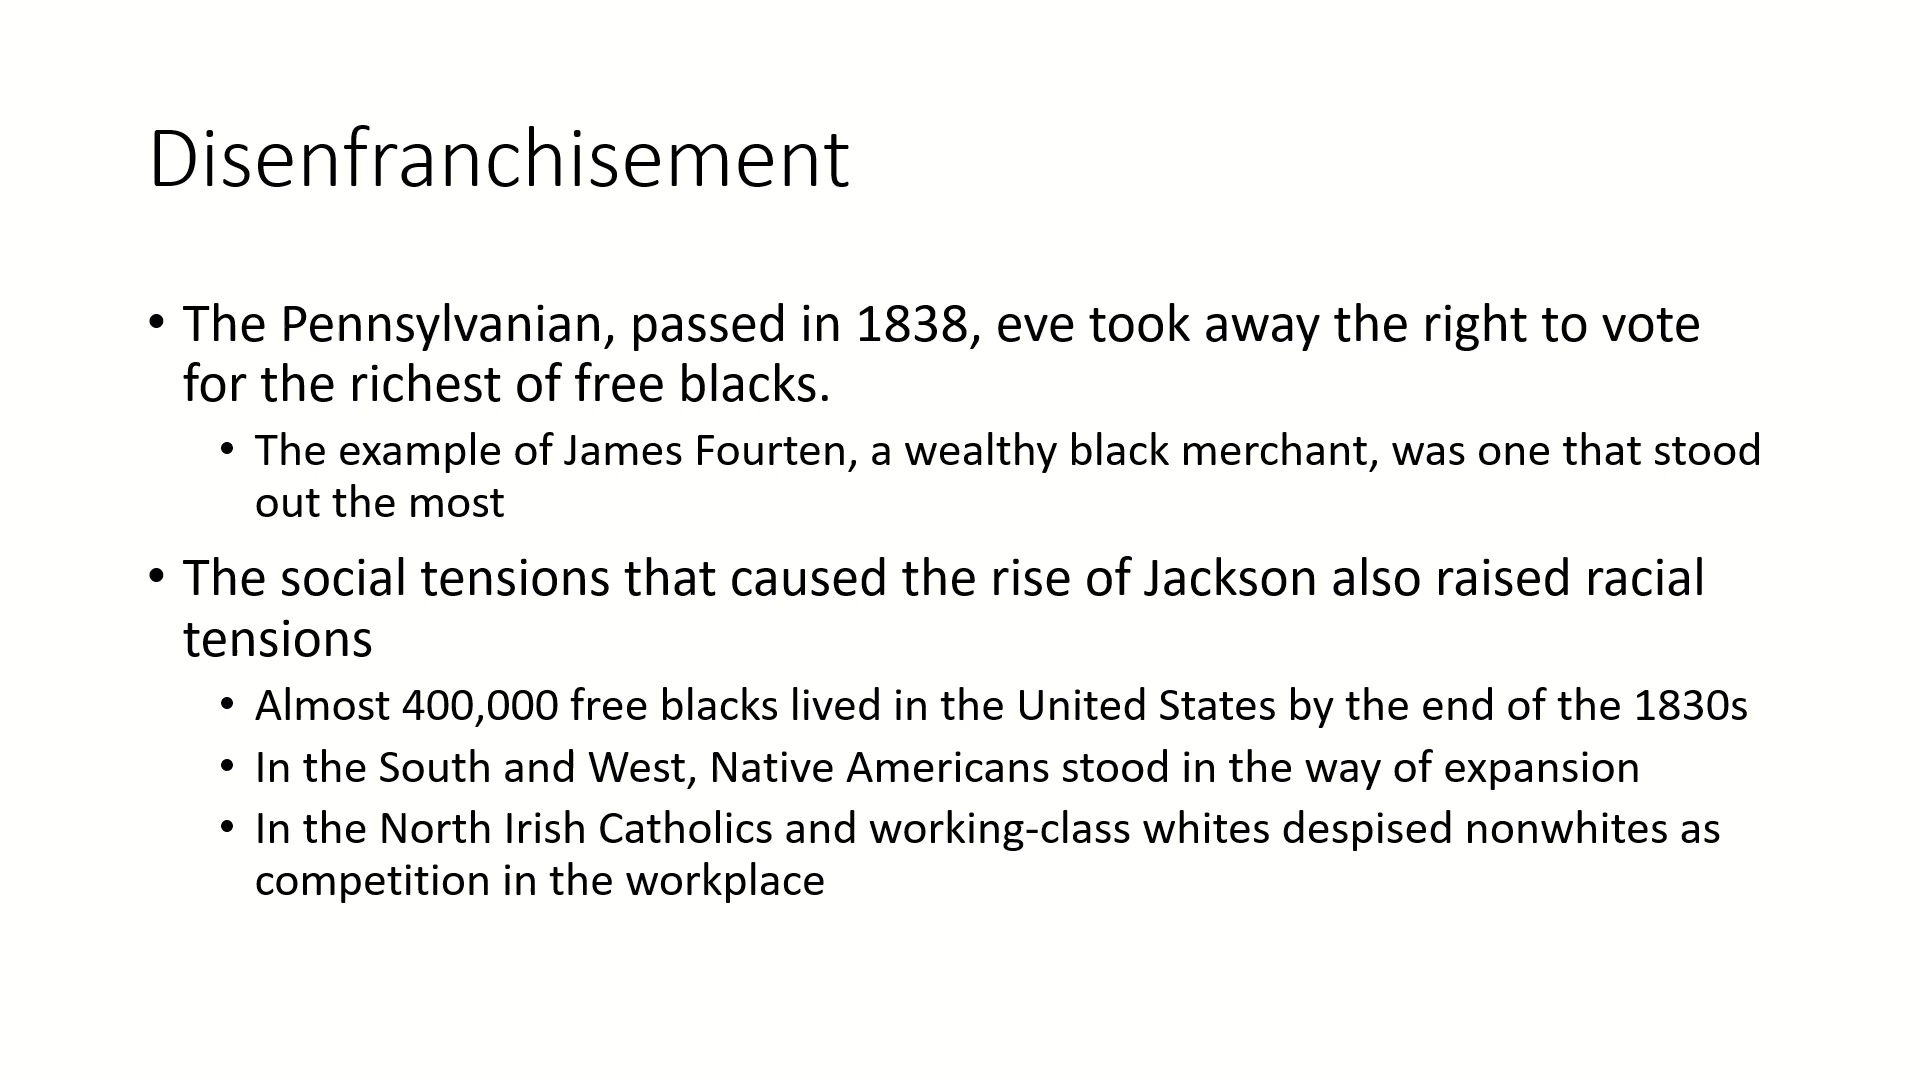 Disenfranchisement
• The Pennsylvanian, passed in 1838, eve took away the right to vote
for the richest of free blacks.
• The example of James Fourten, a wealthy black merchant, was one that stood
out the most
• The social tensions that caused the rise of Jackson also raised racial
tensions
• Almost 400,000 free blacks lived in the United States by the end of the 1830s
• In the South and West, Native Americans stood in the way of expansion
• In the North Irish Catholics and working-class whites despised nonwhites as
competition in the workplace